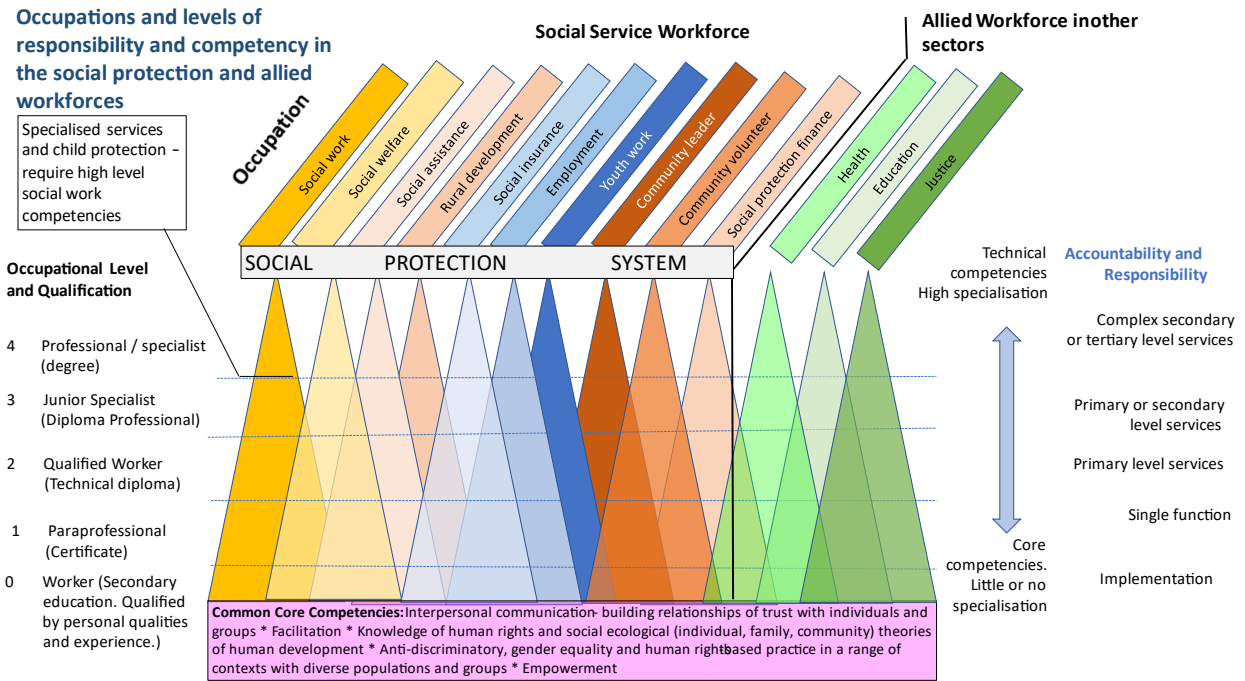 Occupations and levels of
responsibility and competency in
the social protection and allied
workforces
Social Service Workforce
Allied Workforce inother
sectors
Specialised services
and child protection –
require high level
social work
competencies
Occupation
Social work
Social welfare
Social assistance
Rural development
Social insurance
Employment
Youth work
Community leader
Community volunteer
Social protection finance
Health
Education
Justice
SOCIAL PROTECTION SYSTEM
Occupational Level
and Qualification
4 Professional / specialist
(degree)
3 Junior Specialist
(Diploma Professional)
2 Qualified Worker
(Technical diploma)
1 Paraprofessional
(Certificate)
0 Worker (Secondary
education. Qualified
by personal qualities
and experience.)
Technical
competencies
High specialisation
Core
competencies.
Little or no
specialisation
Accountability and
Responsibility
Complex secondary
or tertiary level services
Primary or secondary
level services
Primary level services
Single function
Implementation
Common Core Competencies: Interpersonal communication- building relationships of trust with individuals and
groups * Facilitation * Knowledge of human rights and social ecological (individual, family, community) theories
of human development * Anti-discriminatory, gender equality and human rights-based practice in a range of
contexts with diverse populations and groups * Empowerment